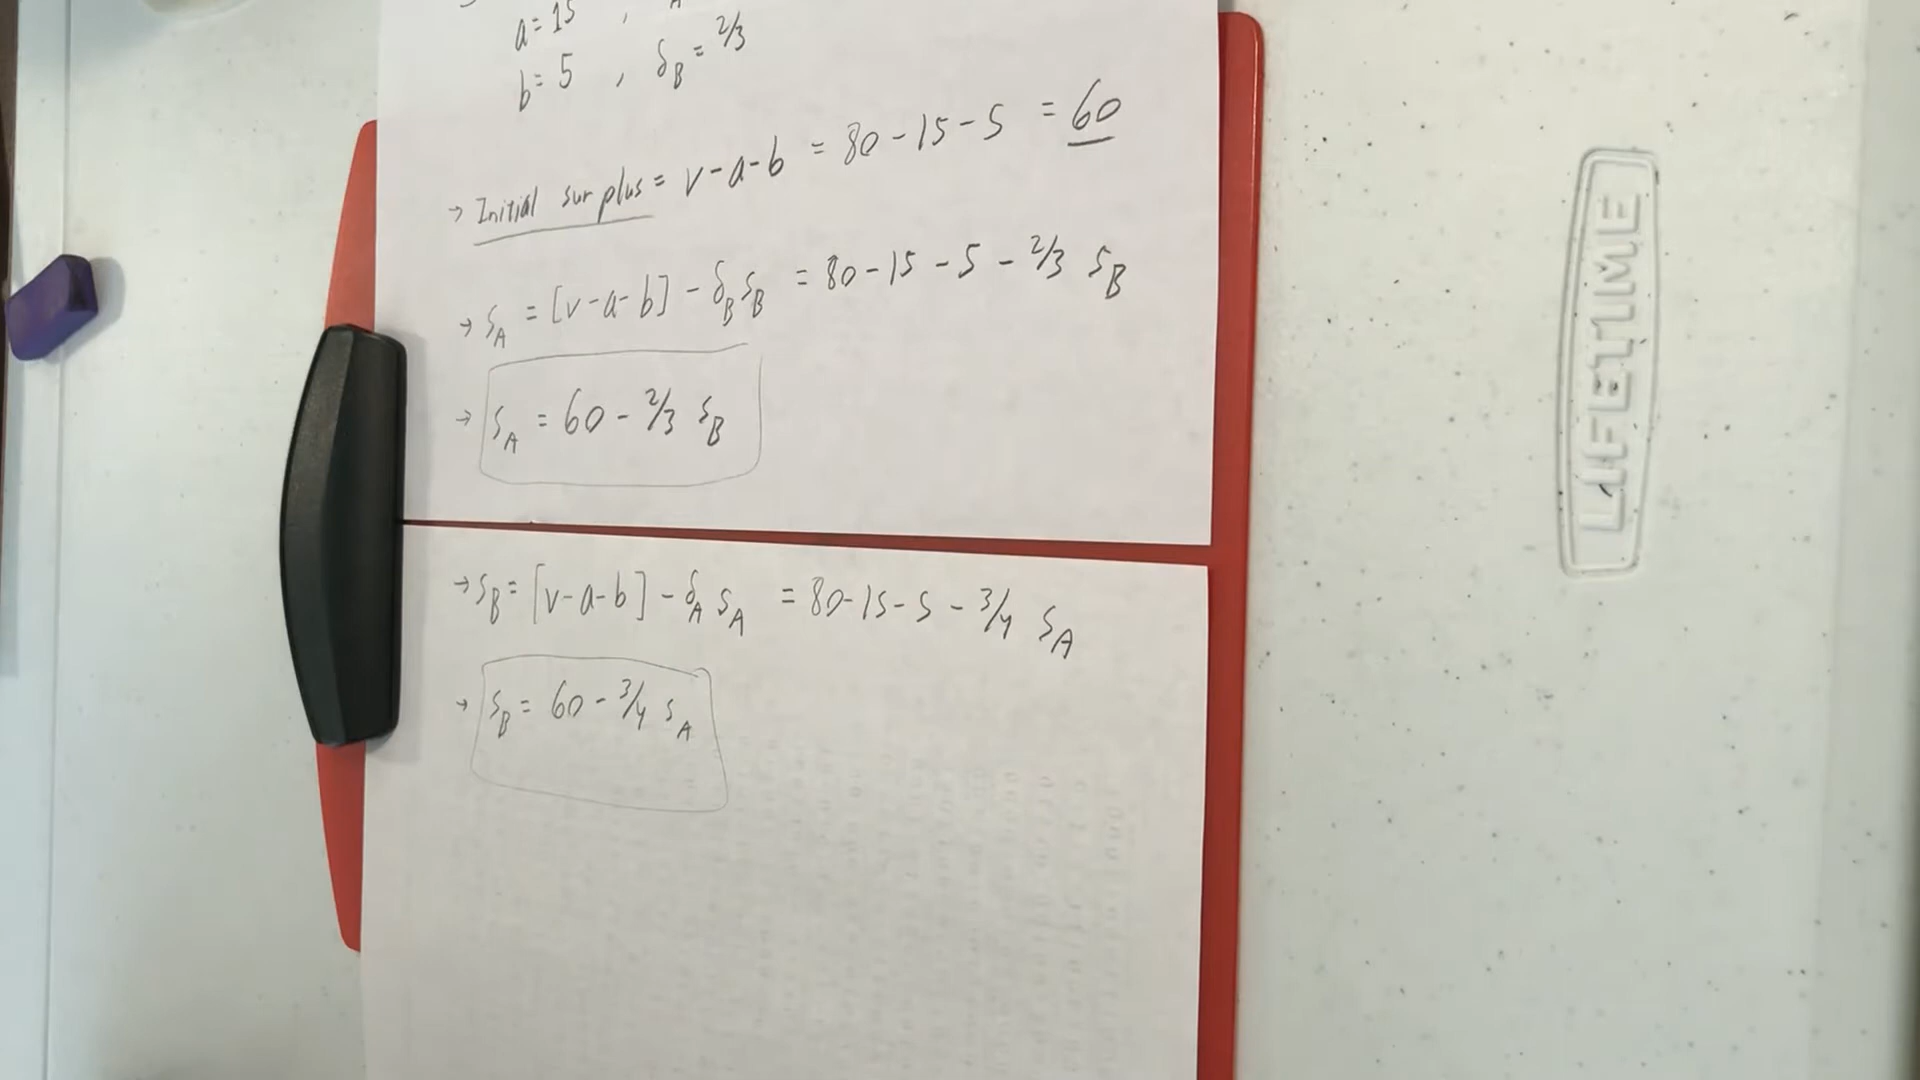 a = 15 ,
b = 5 , δ_B = 2/3
→ Initial surplus = v-a-b = 80-15-5 = 60
→ s_A = [v-a-b] - δ_B s_B = 80-15-5-2/3 s_B
→ s_A = 60-2/3 s_B
→ s_B = [v-a-b] - δ_A s_A = 80-15-5-3/4 s_A
→ s_B = 60-3/4 s_A
LIFETIME